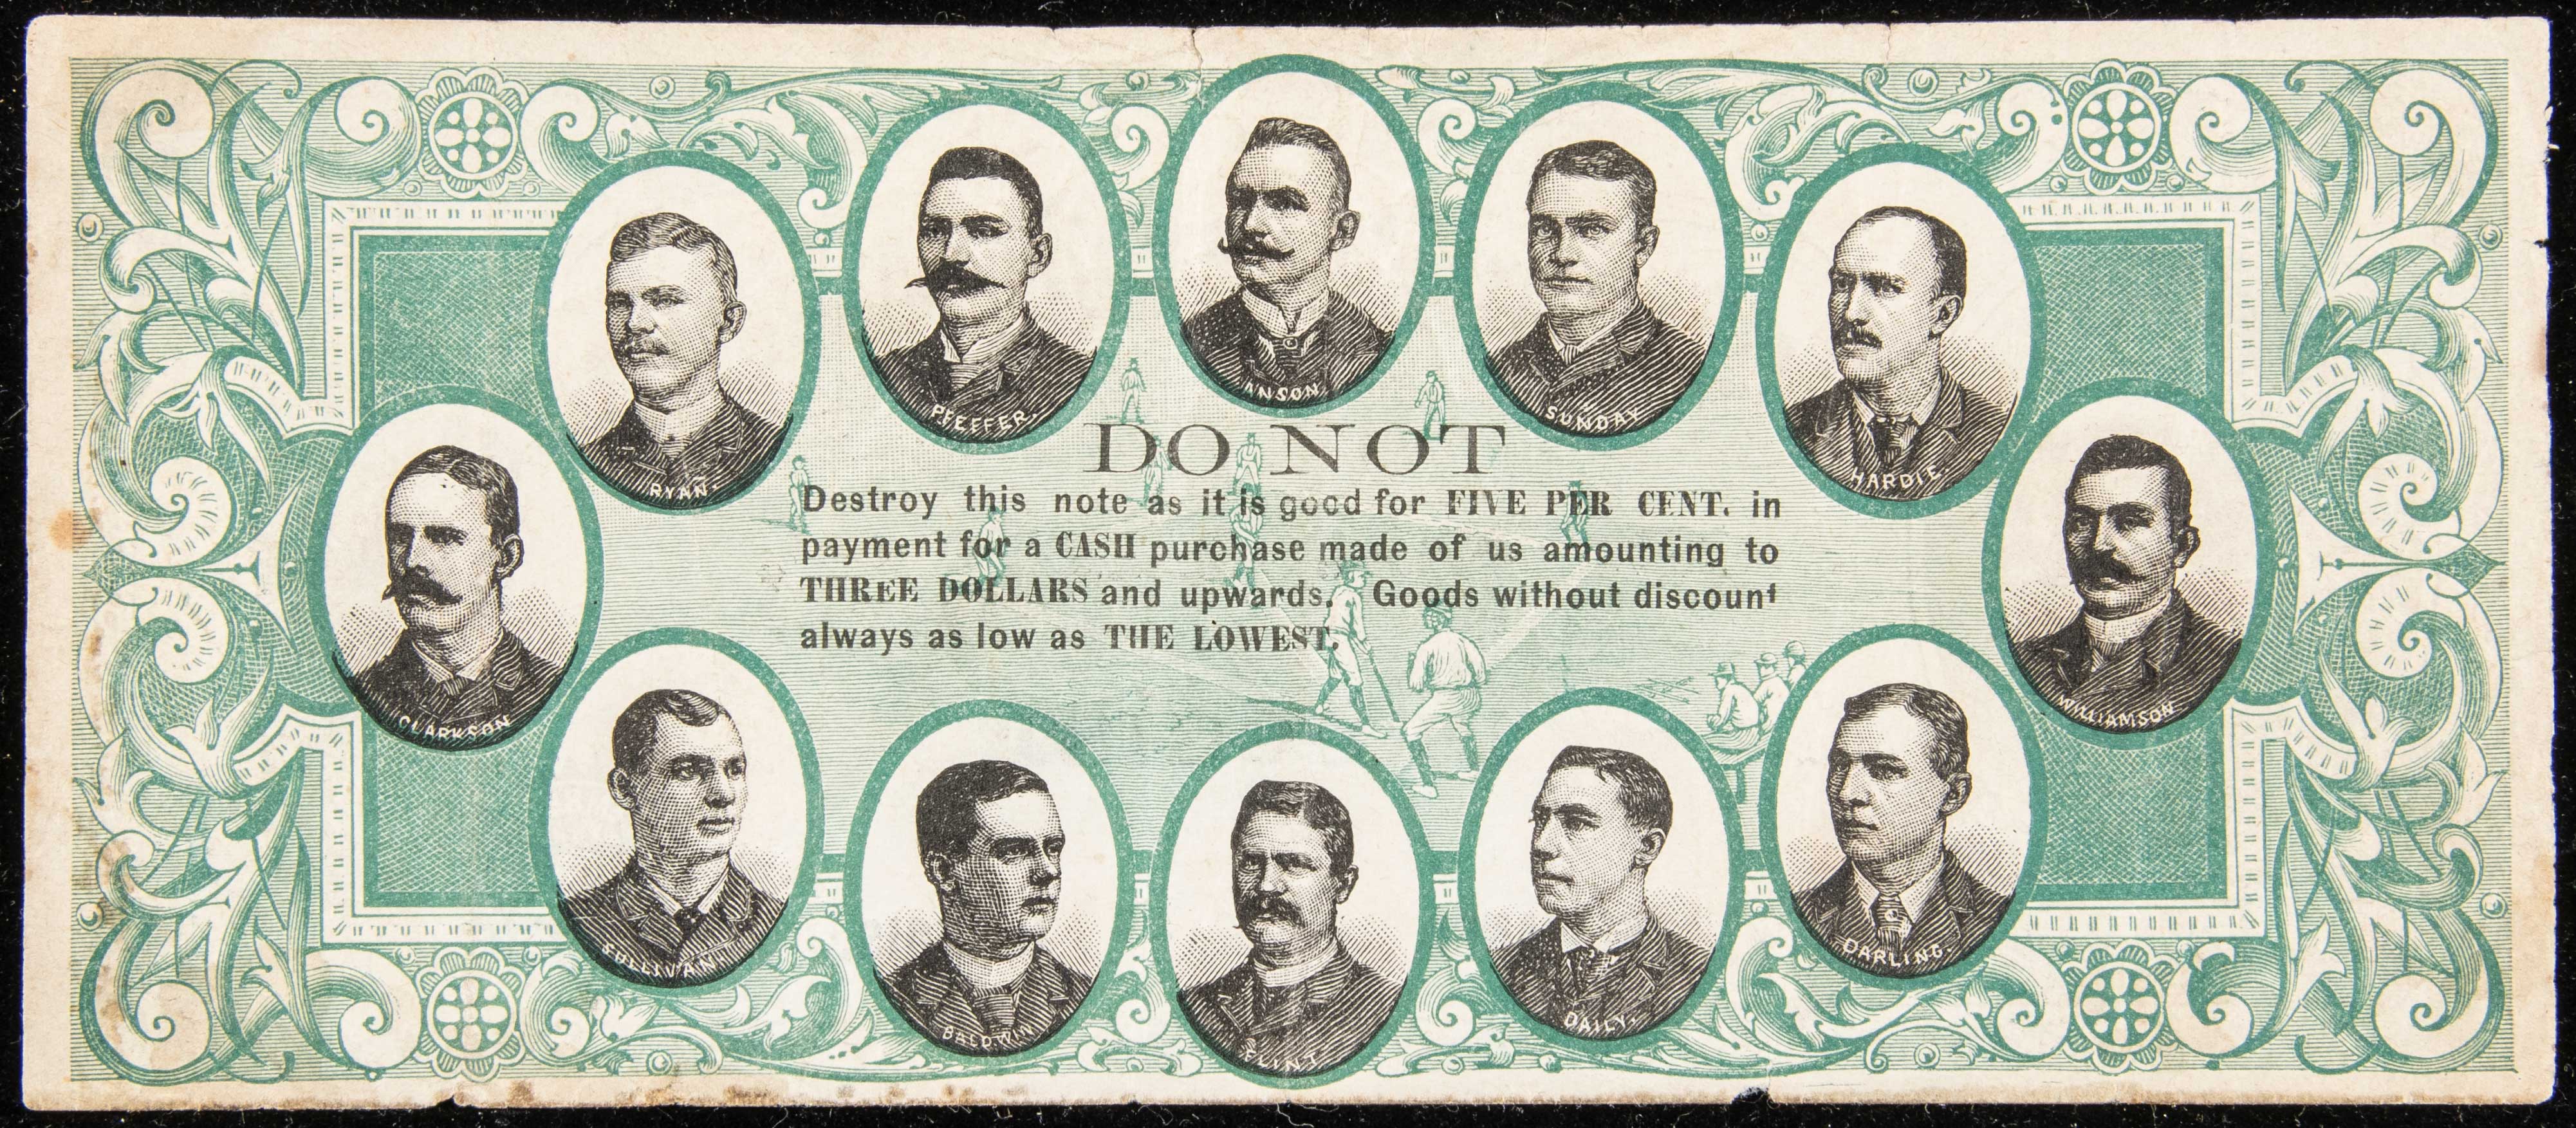 ANSON.
PFEFFER.
SUNDAY
RYAN.
HARDIE.
CLARKSON
WILLIAMSON
DO NOT
Destroy this note as it is good for FIVE PER CENT. in
payment for a CASH purchase made of us amounting to
THREE DOLLARS and upwards. Goods without discount
always as low as THE LOWEST.
SULLIVAN.
DARLING.
BALDWIN
FLINT
DAILY.